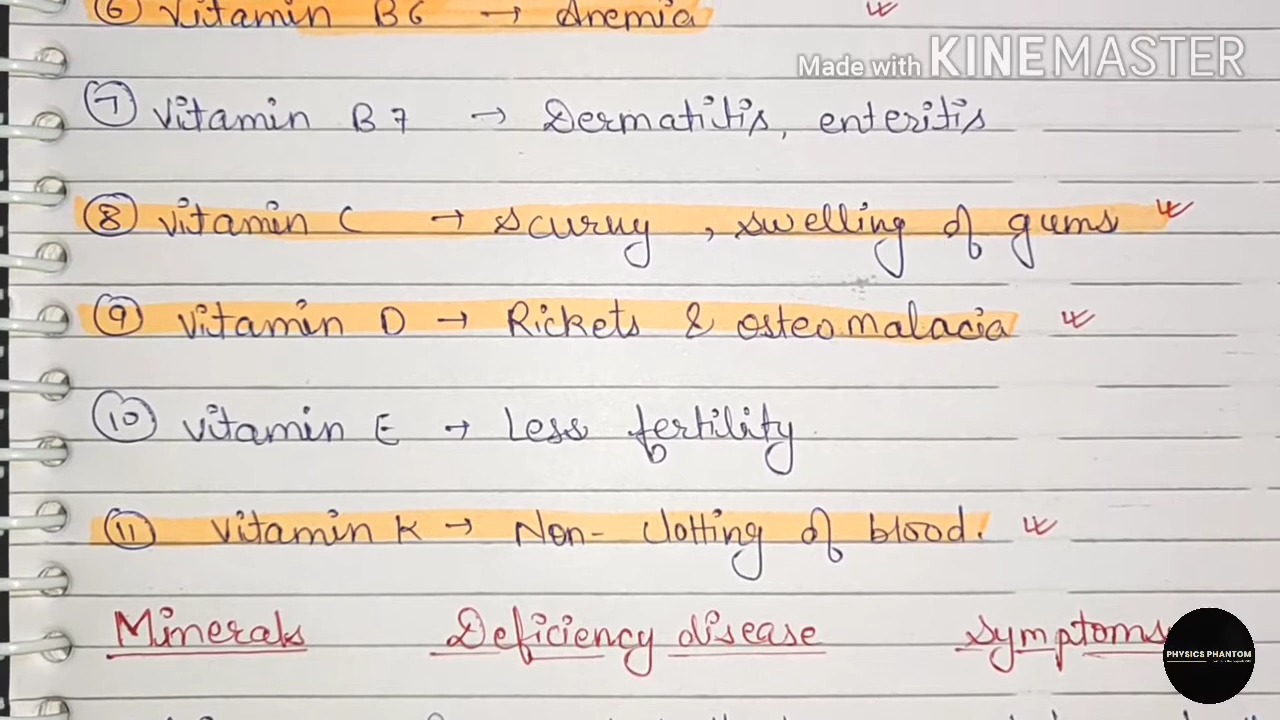 ⑥ Vitamin B6 → Anemia
Made with KINEMASTER
⑦ Vitamin B7 → Dermatitis, enteritis
⑧ Vitamin C → Scurvy, swelling of gums
⑨ Vitamin D → Rickets & osteomalacia
⑩ Vitamin E → Less fertility
⑪ Vitamin K → Non-Clotting of blood.
Minerals Deficiency disease Symptoms
PHYSICS PHANTOM